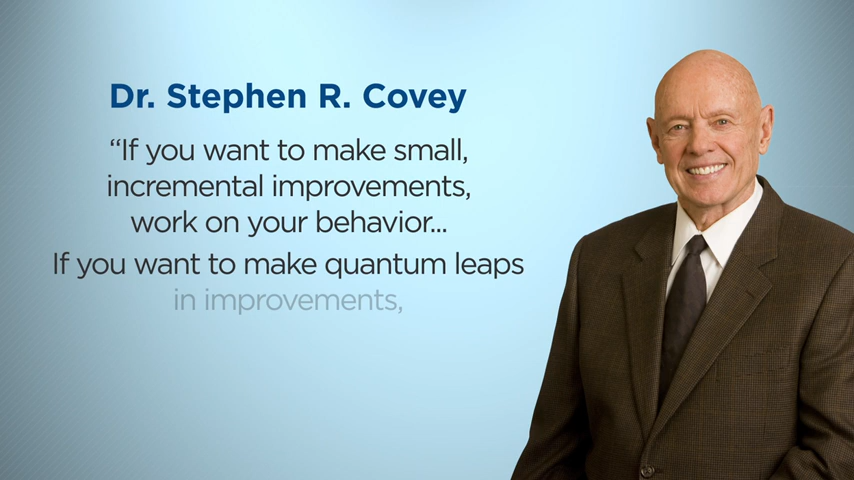 Dr. Stephen R. Covey
“If you want to make small,
incremental improvements,
work on your behavior...
If you want to make quantum leaps
in improvements,